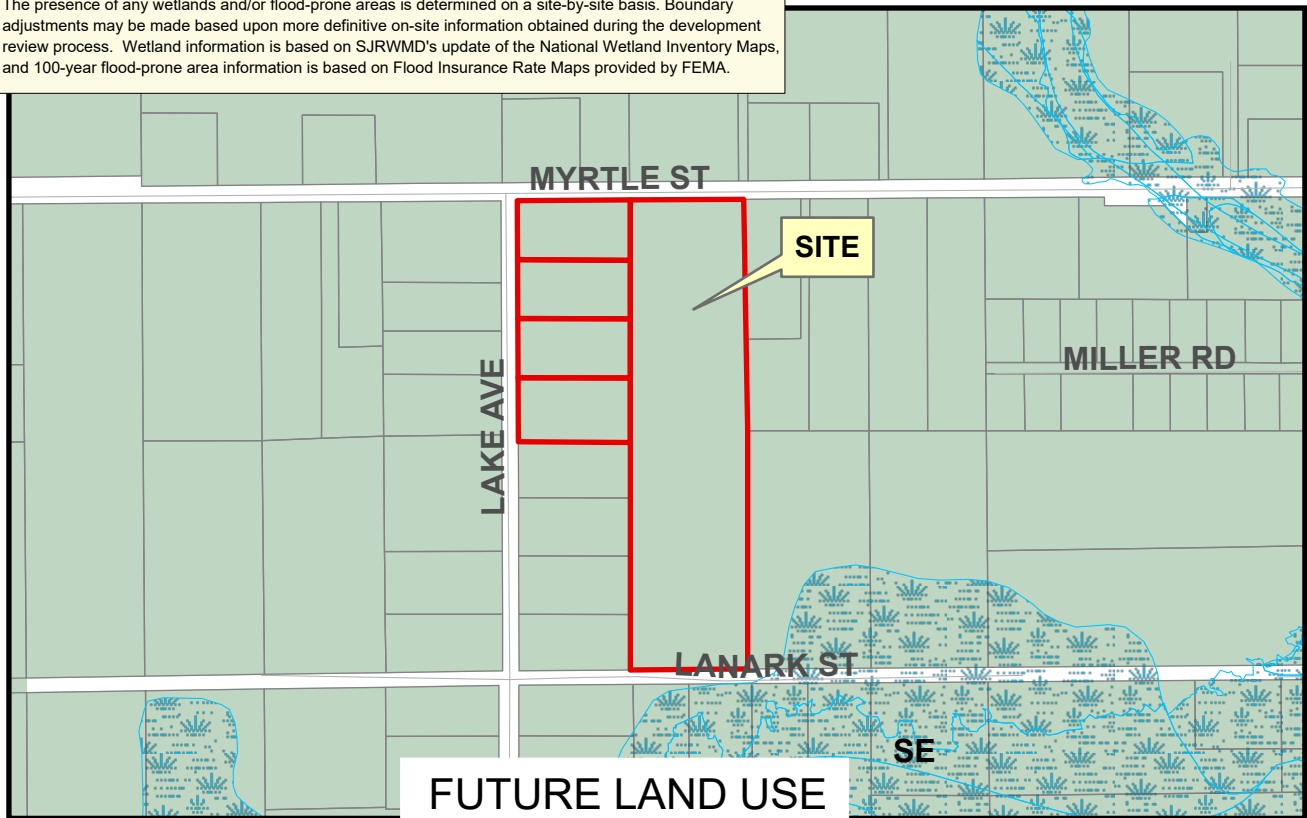 The presence of any wetlands and/or flood-prone areas is determined on a site-by-site basis. Boundary
adjustments may be made based upon more definitive on-site information obtained during the development
review process. Wetland information is based on SJRWMD's update of the National Wetland Inventory Maps,
and 100-year flood-prone area information is based on Flood Insurance Rate Maps provided by FEMA.
MYRTLE ST
SITE
MILLER RD
LAKE AVE
LANARK ST
SE
FUTURE LAND USE